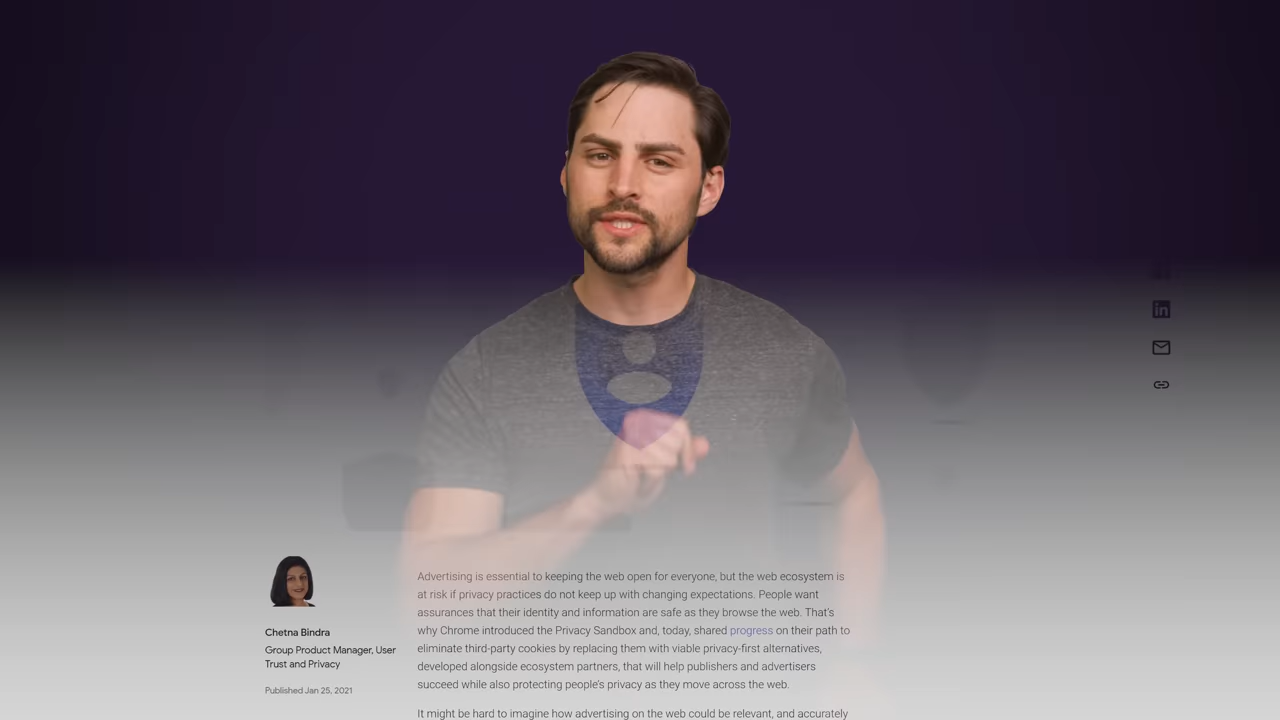 in
Chetna Bindra
Group Product Manager, User
Trust and Privacy
Published Jan 25, 2021
Advertising is essential to keeping the web open for everyone, but the web ecosystem is
at risk if privacy practices do not keep up with changing expectations. People want
assurances that their identity and information are safe as they browse the web. That's
why Chrome introduced the Privacy Sandbox and, today, shared progress on their path to
eliminate third-party cookies by replacing them with viable privacy-first alternatives,
developed alongside ecosystem partners, that will help publishers and advertisers
succeed while also protecting people's privacy as they move across the web.
It might be hard to imagine how advertising on the web could be relevant, and accurately